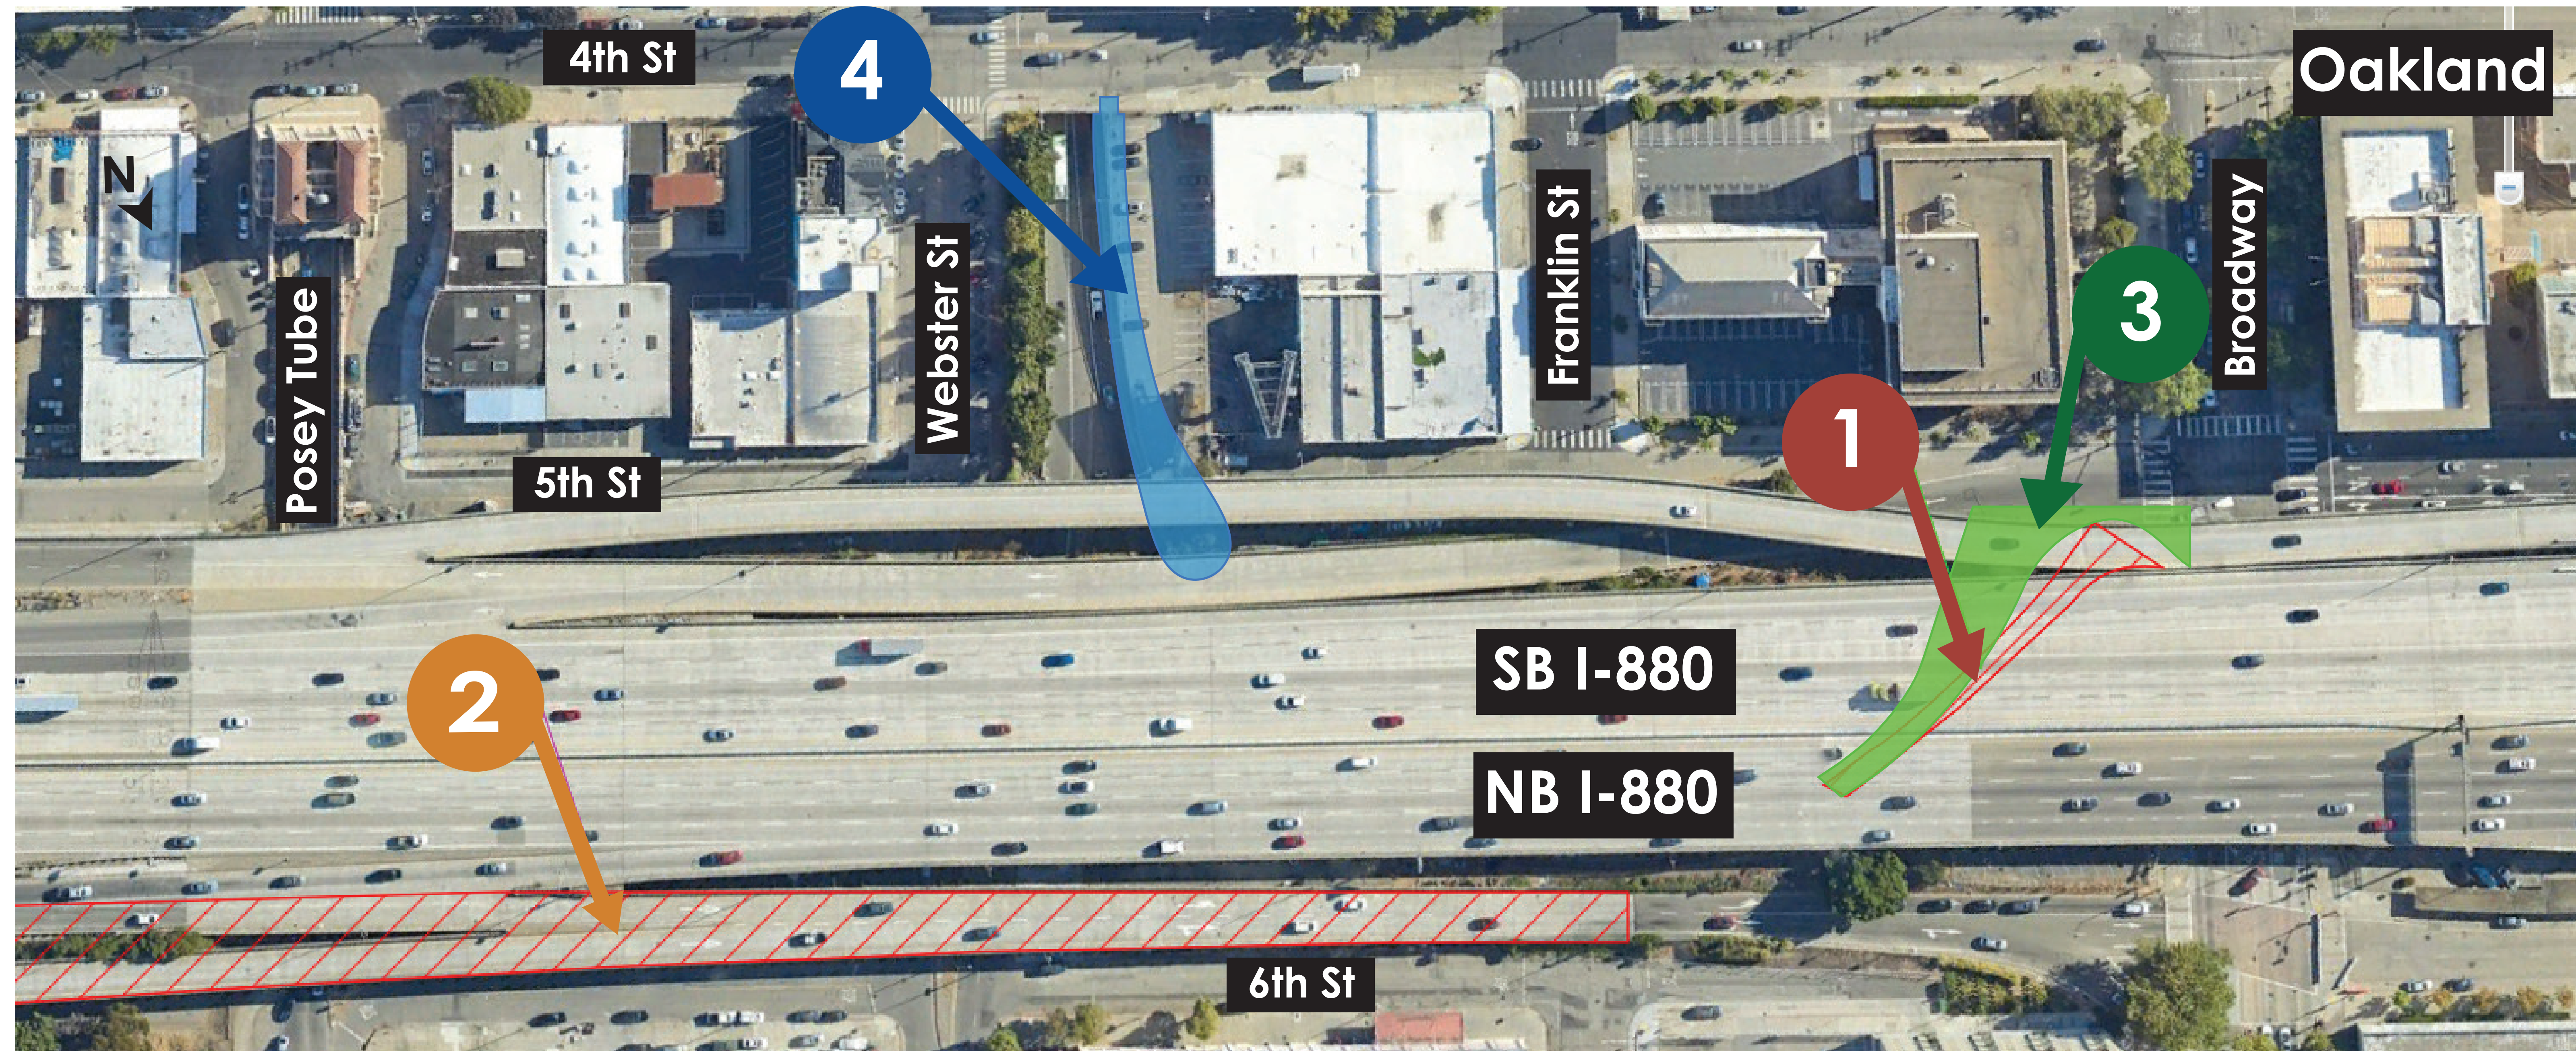 4th St
4
Oakland
N
Posey Tube
Webster St
Franklin St
Broadway
3
1
5th St
2
SB I-880
NB I-880
6th St